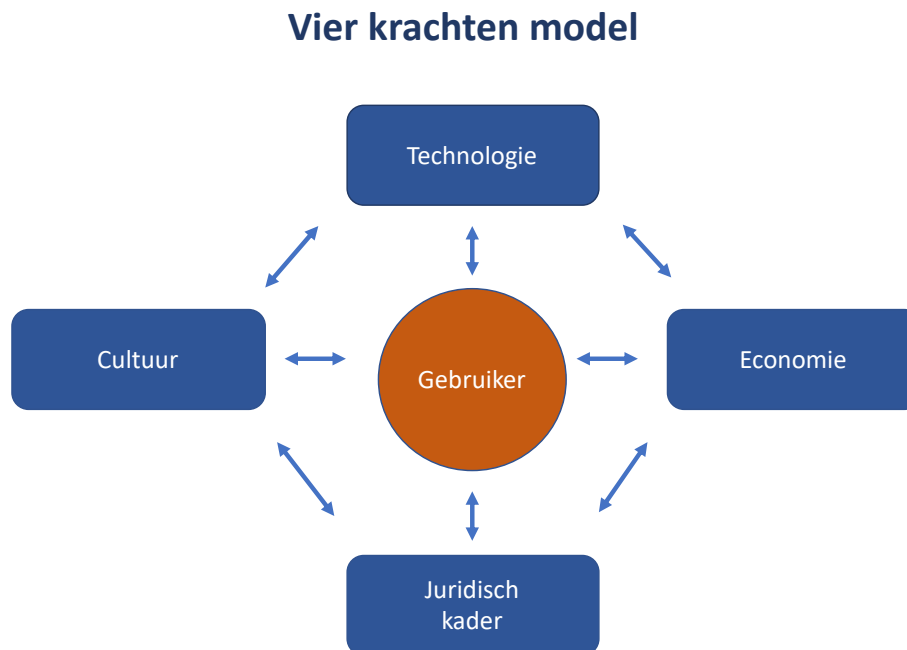 Vier krachten model
Technologie
Cultuur
Gebruiker
Economie
Juridisch
kader